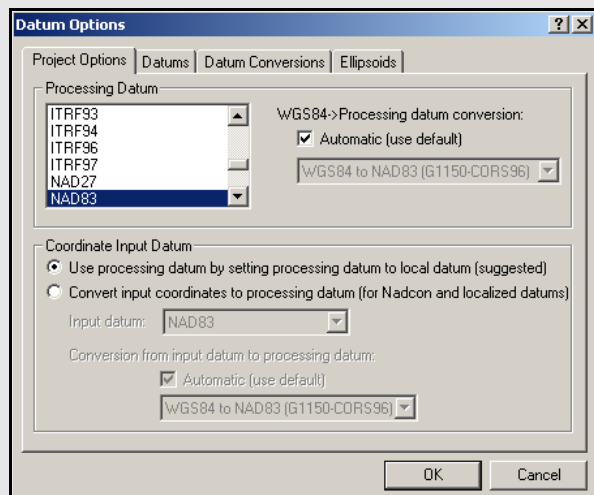 Datum Options
Project Options Datums Datum Conversions Ellipsoids
Processing Datum
ITRF93
ITRF94
ITRF96
ITRF97
NAD27
NAD83
WGS84->Processing datum conversion:
Automatic (use default)
WGS84 to NAD83 (G1150-CORS96)
Coordinate Input Datum
Use processing datum by setting processing datum to local datum (suggested)
Convert input coordinates to processing datum (for Nadcon and localized datums)
Input datum: NAD83
Conversion from input datum to processing datum:
Automatic (use default)
WGS84 to NAD83 (G1150-CORS96)
OK Cancel